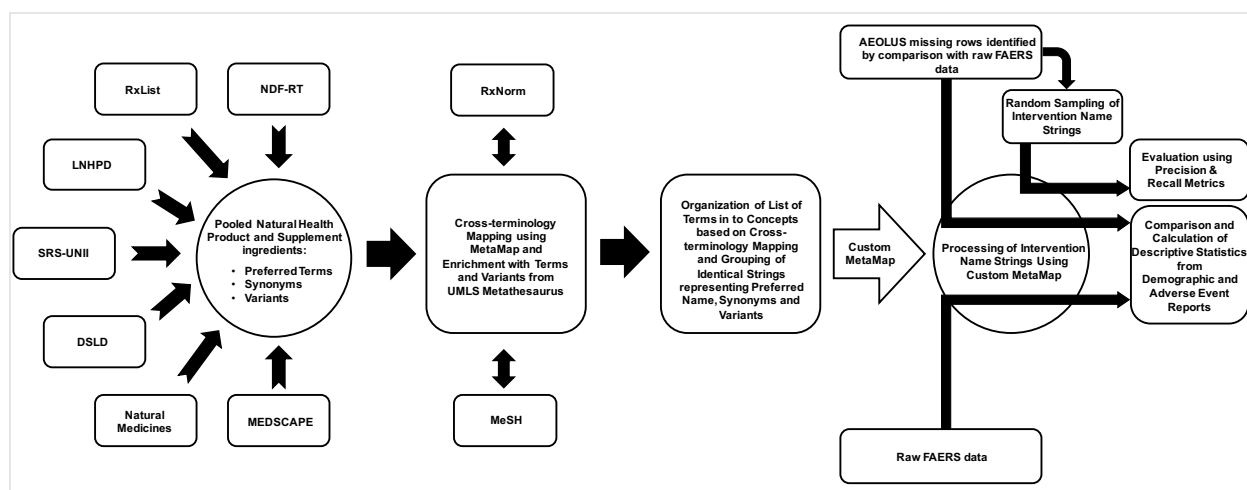 RxList
NDF-RT
LNHPD
SRS-UNII
DSLD
Natural
Medicines
MEDSCAPE
Pooled Natural Health
Product and Supplement
ingredients:
• Preferred Terms
• Synonyms
• Variants
RxNorm
Cross-terminology
Mapping using
MetaMap and
Enrichment with Terms
and Variants from
UMLS Metathesaurus
MeSH
Organization of List of
Terms in to Concepts
based on Cross-
terminology Mapping
and Grouping of
Identical Strings
representing Preferred
Name, Synonyms and
Variants
Custom
MetaMap
AEOLUS missing rows identified
by comparison with raw FAERS
data
Random Sampling of
Intervention Name
Strings
Processing of Intervention
Name Strings Using
Custom MetaMap
Evaluation using
Precision &
Recall Metrics
Comparison and
Calculation of
Descriptive Statistics
from
Demographic and
Adverse Event
Reports
Raw FAERS data